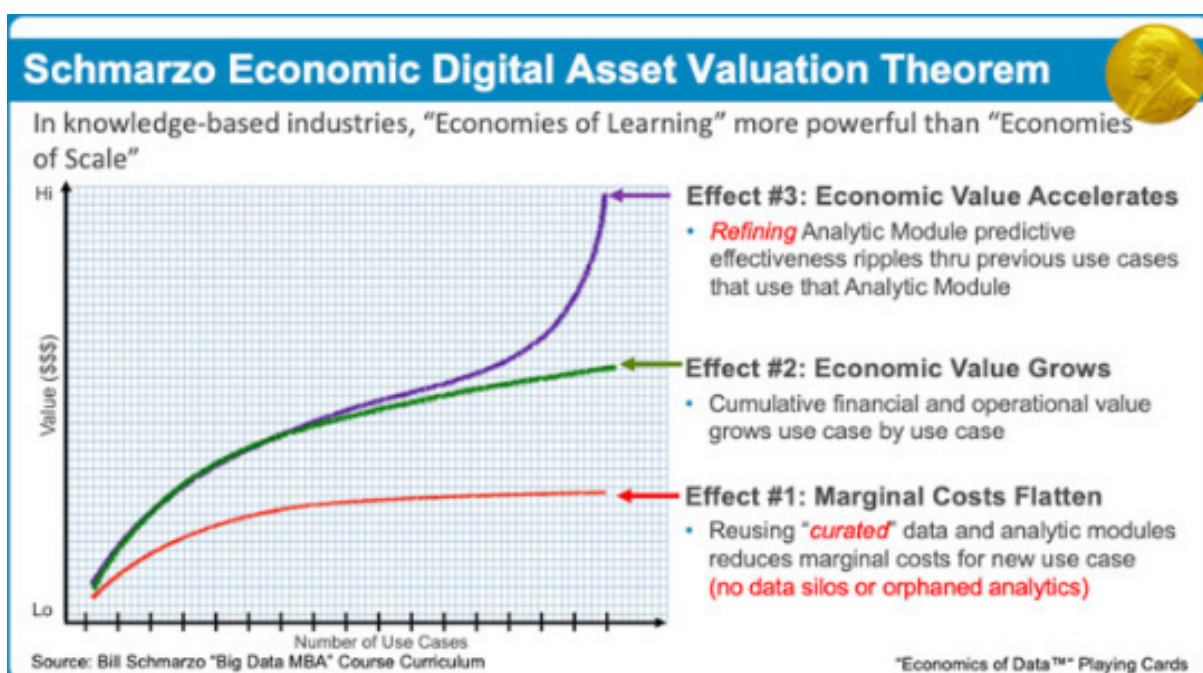 Schmarzo Economic Digital Asset Valuation Theorem
In knowledge-based industries, “Economies of Learning” more powerful than “Economies
of Scale”
Hi
Value ($$$)
Lo
Number of Use Cases
Effect #3: Economic Value Accelerates
• Refining Analytic Module predictive
effectiveness ripples thru previous use cases
that use that Analytic Module
Effect #2: Economic Value Grows
• Cumulative financial and operational value
grows use case by use case
Effect #1: Marginal Costs Flatten
• Reusing “curated” data and analytic modules
reduces marginal costs for new use case
(no data silos or orphaned analytics)
Source: Bill Schmarzo "Big Data MBA" Course Curriculum
"Economics of Data™" Playing Cards